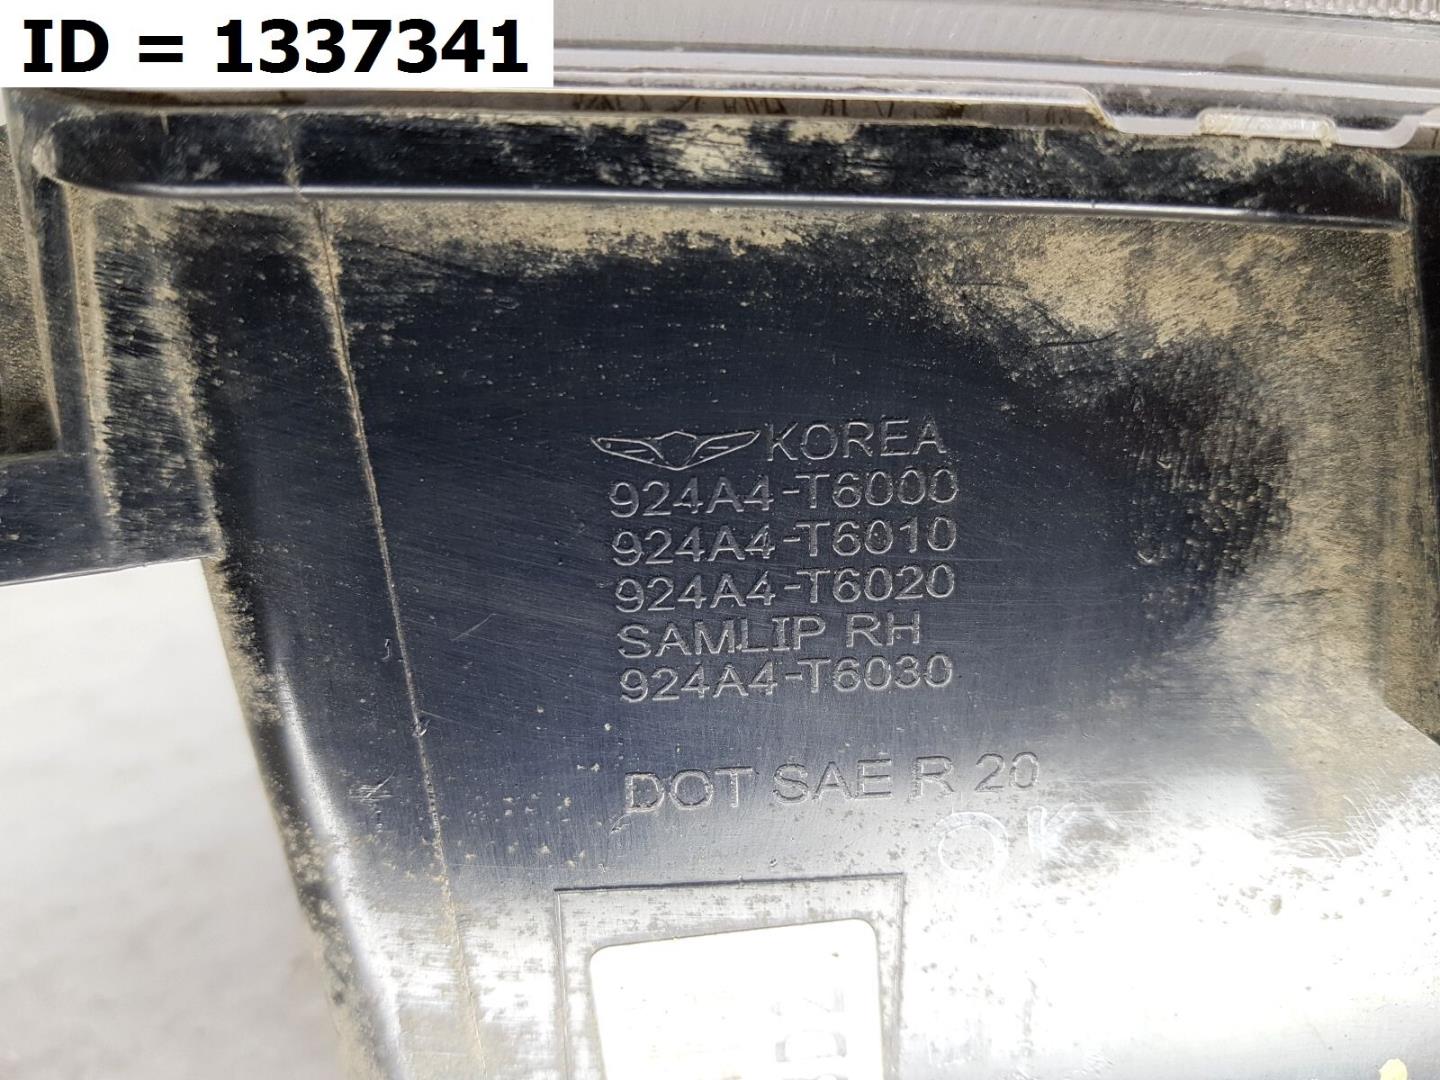 ID = 1337341
KOREA
924A4-T6000
924A4-T6010
924A4-T6020
SAMLIP RH
924A4-T6030
DOT SAE R 20
OK